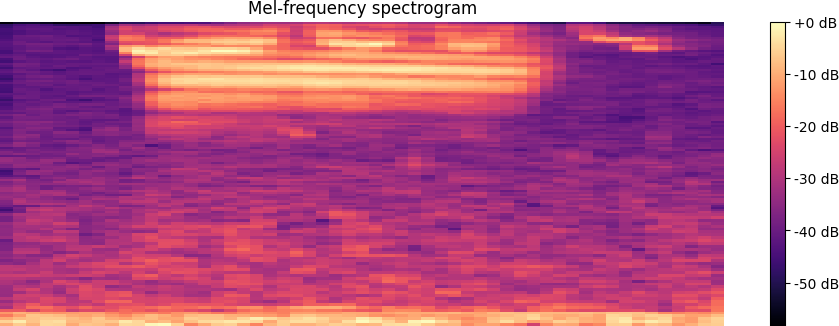 Mel-frequency spectrogram
+0 dB
-10 dB
-20 dB
-30 dB
-40 dB
-50 dB